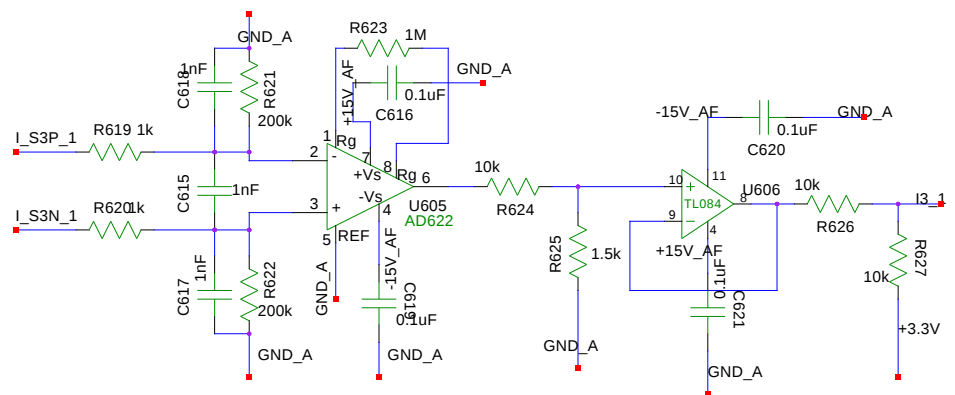 GND_A
C618
1nF
R621
200k
I_S3P_1
R619 1k
C615
1nF
I_S3N_1
R620
1k
C617
1nF
R622
200k
GND_A
R623
1M
+15V_AF
C616
0.1uF
GND_A
1
Rg
2
-
7
8
Rg
+Vs
6
-Vs
3
+
4
U605
AD622
5
REF
GND_A
-15V_AF
C619
0.1uF
GND_A
10k
R624
R625
1.5k
GND_A
-15V_AF
C620
0.1uF
GND_A
10
+
11
TL084
8
U606
9
-
4
+15V_AF
0.1uF
C621
GND_A
10k
R626
I3_1
R627
10k
+3.3V